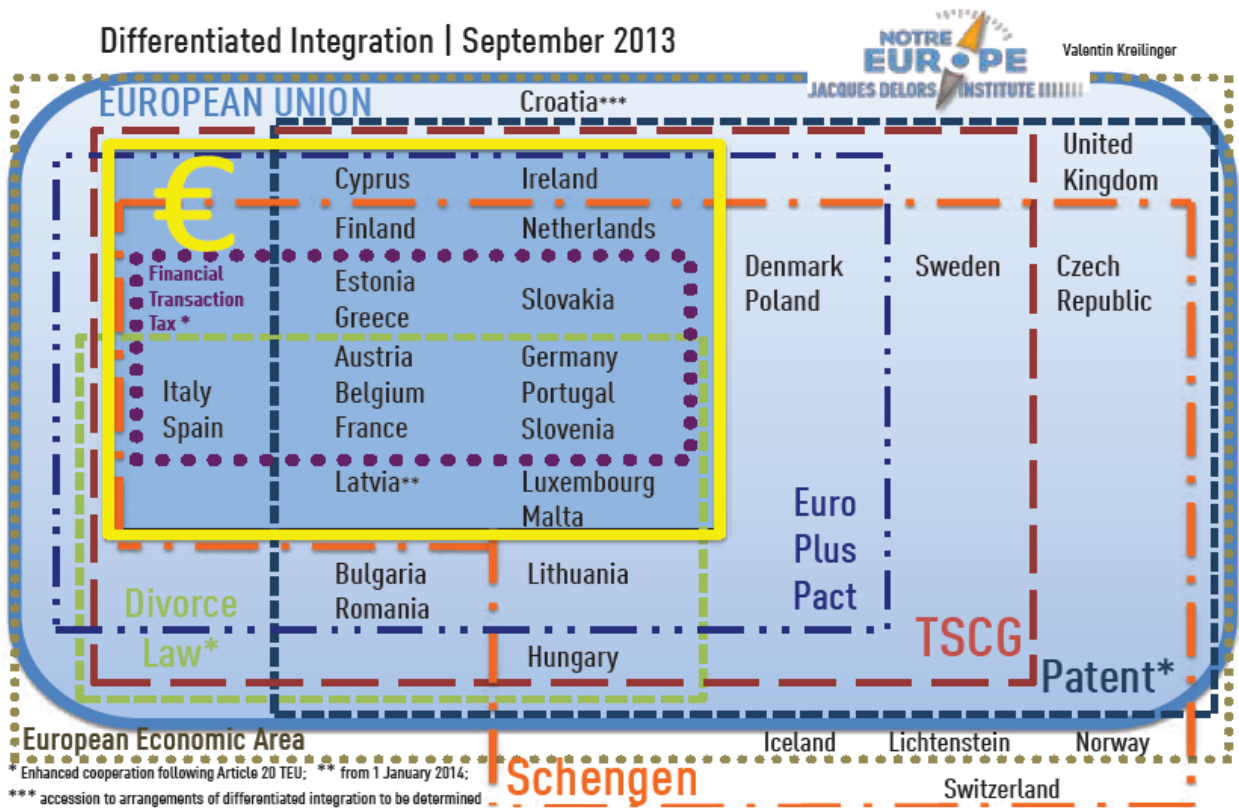 Differentiated Integration | September 2013
NOTRE
EUR PE
JACQUES DELORS INSTITUTE
Valentin Kreilinger
EUROPEAN UNION
Croatia***
United
Kingdom
€
Cyprus
Ireland
Finland
Netherlands
Financial
Transaction
Tax *
Estonia
Greece
Slovakia
Denmark
Poland
Sweden
Czech
Republic
Italy
Spain
Austria
Belgium
France
Germany
Portugal
Slovenia
Latvia**
Luxembourg
Malta
Euro
Plus
Pact
Divorce
Law*
Bulgaria
Romania
Lithuania
Hungary
TSCG
Patent*
European Economic Area
Iceland
Lichtenstein
Norway
Schengen
Switzerland
* Enhanced cooperation following Article 20 TEU; ** from 1 January 2014;
*** accession to arrangements of differentiated integration to be determined